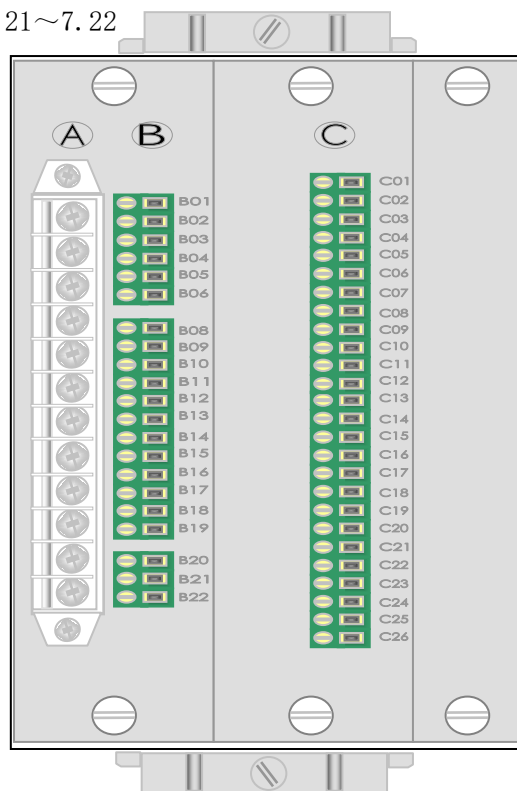 21～7.22
A B C
B01
B02
B03
B04
B05
B06
B08
B09
B10
B11
B12
B13
B14
B15
B16
B17
B18
B19
B20
B21
B22
C01
C02
C03
C04
C05
C06
C07
C08
C09
C10
C11
C12
C13
C14
C15
C16
C17
C18
C19
C20
C21
C22
C23
C24
C25
C26